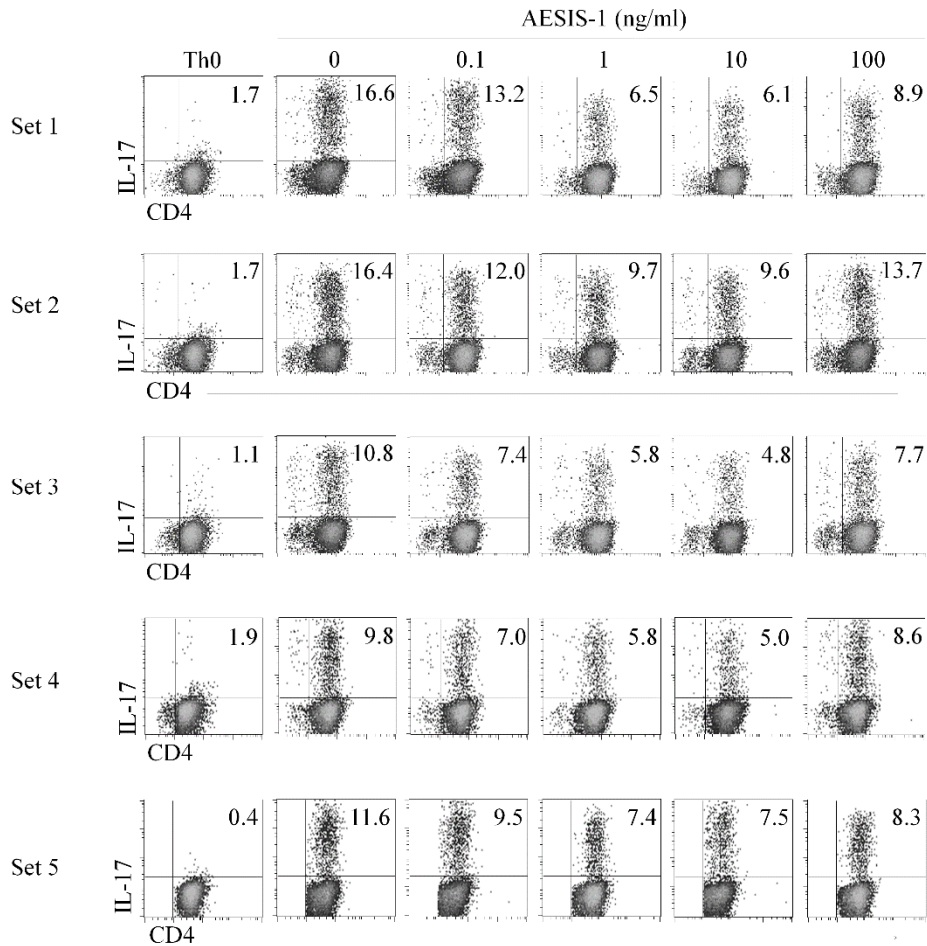 AESIS-1 (ng/ml)
Th0 0 0.1 1 10 100
Set 1 1.7 16.6 13.2 6.5 6.1 8.9
IL-17
CD4
Set 2 1.7 16.4 12.0 9.7 9.6 13.7
IL-17
CD4
Set 3 1.1 10.8 7.4 5.8 4.8 7.7
IL-17
CD4
Set 4 1.9 9.8 7.0 5.8 5.0 8.6
IL-17
CD4
Set 5 0.4 11.6 9.5 7.4 7.5 8.3
IL-17
CD4